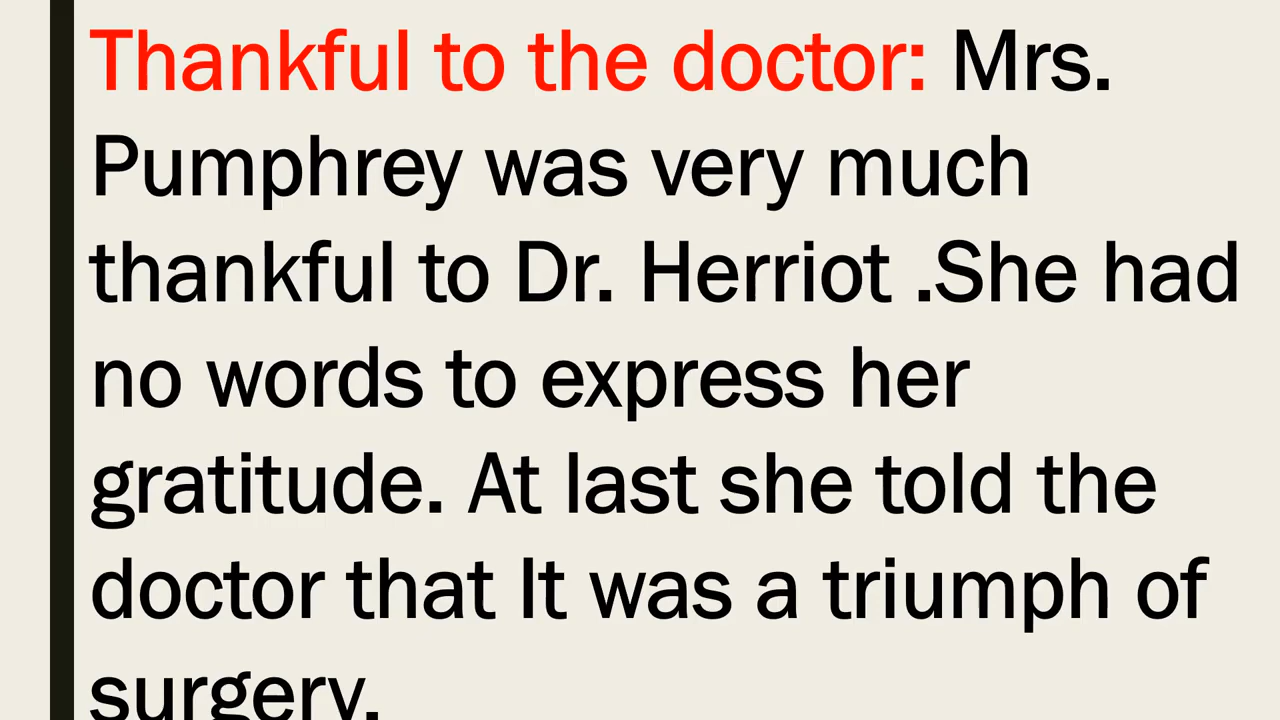 Thankful to the doctor: Mrs.
Pumphrey was very much
thankful to Dr. Herriot .She had
no words to express her
gratitude. At last she told the
doctor that It was a triumph of
surgery.